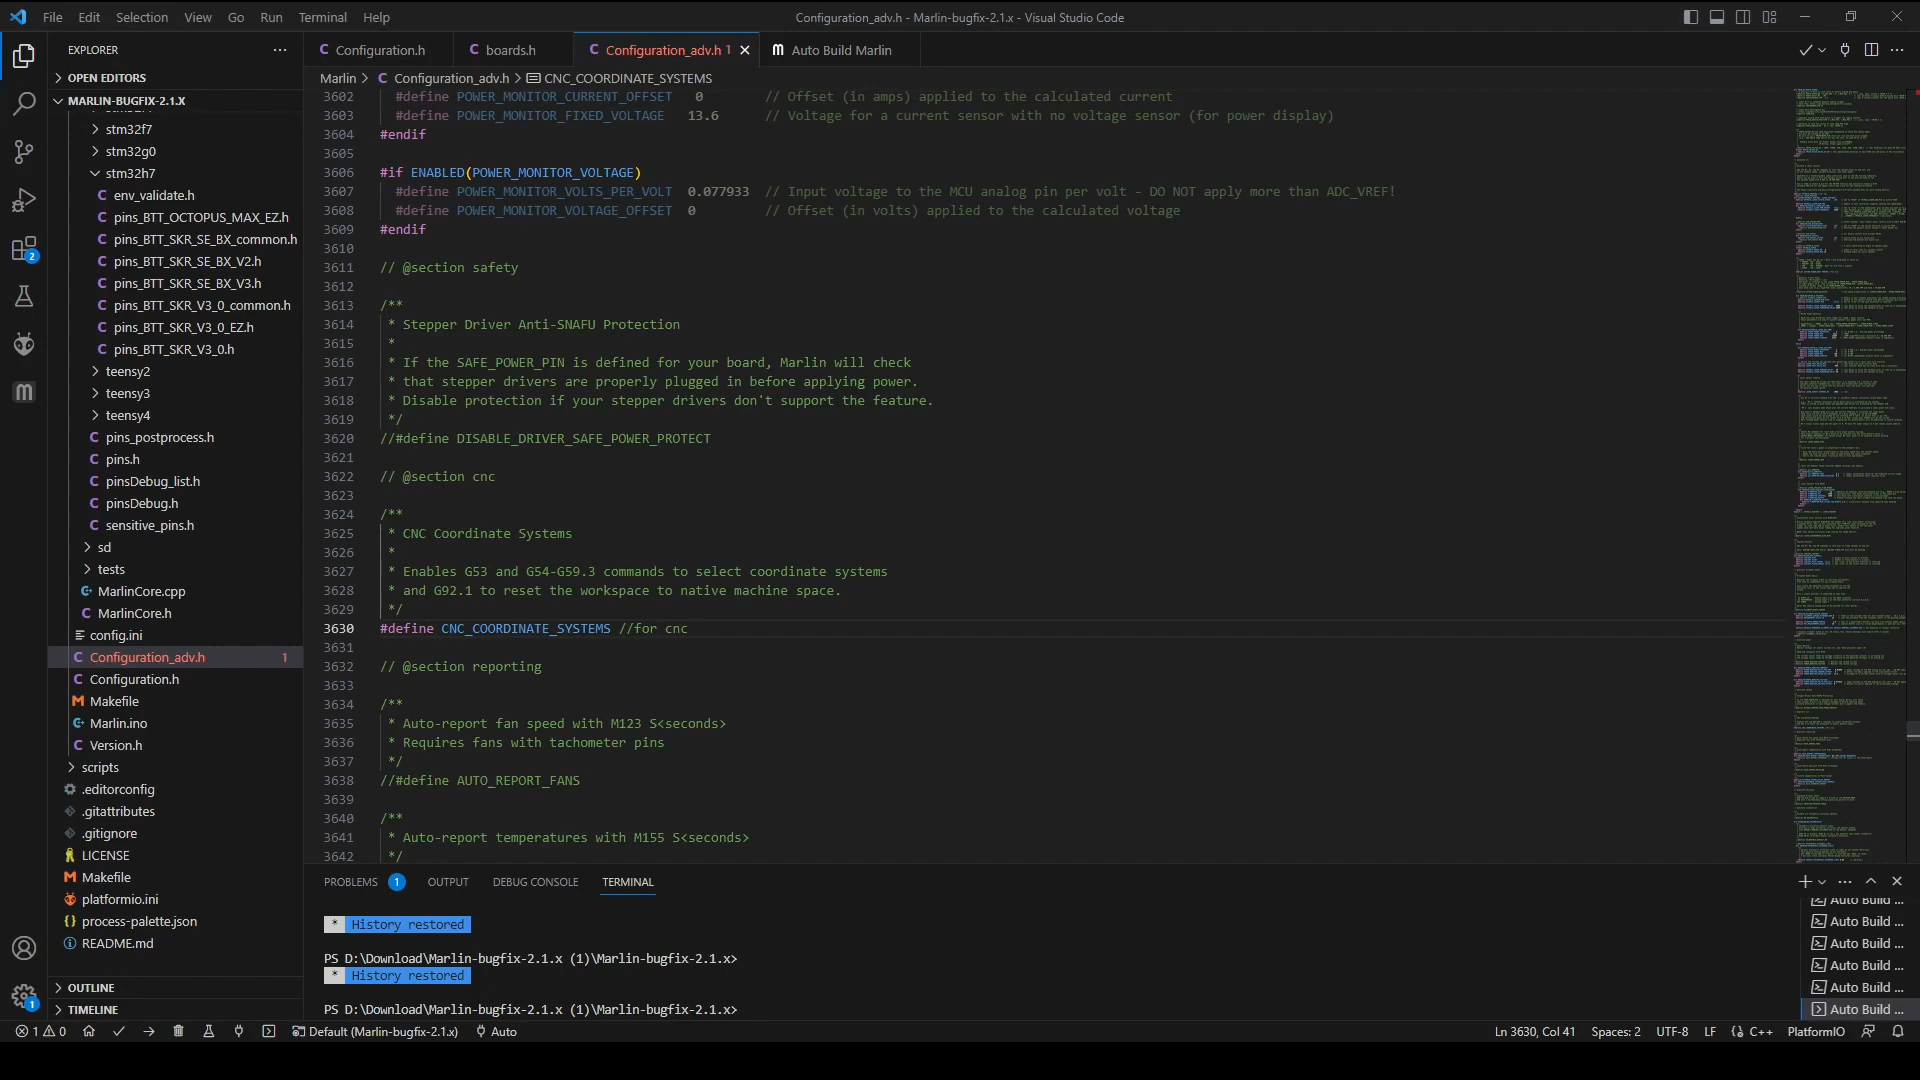 File Edit Selection View Go Run Terminal Help
Configuration_adv.h - Marlin-bugfix-2.1.x - Visual Studio Code
EXPLORER
Configuration.h
boards.h
Configuration_adv.h 1
Auto Build Marlin
OPEN EDITORS
MARLIN-BUGFIX-2.1.X
stm32f7
stm32g0
stm32h7
env_validate.h
pins_BTT_OCTOPUS_MAX_EZ.h
pins_BTT_SKR_SE_BX_common.h
pins_BTT_SKR_SE_BX_V2.h
pins_BTT_SKR_SE_BX_V3.h
pins_BTT_SKR_V3_0_common.h
pins_BTT_SKR_V3_0_EZ.h
pins_BTT_SKR_V3_0.h
teensy2
teensy3
teensy4
pins_postprocess.h
pins.h
pinsDebug_list.h
pinsDebug.h
sensitive_pins.h
sd
tests
MarlinCore.cpp
MarlinCore.h
config.ini
Configuration_adv.h 1
Configuration.h
Makefile
Marlin.ino
Version.h
scripts
.editorconfig
.gitattributes
.gitignore
LICENSE
Makefile
platformio.ini
process-palette.json
README.md
OUTLINE
TIMELINE
Marlin > Configuration_adv.h > CNC_COORDINATE_SYSTEMS
3602 #define POWER_MONITOR_CURRENT_OFFSET 0 // Offset (in amps) applied to the calculated current
3603 #define POWER_MONITOR_FIXED_VOLTAGE 13.6 // Voltage for a current sensor with no voltage sensor (for power display)
3604 #endif
3605
3606 #if ENABLED(POWER_MONITOR_VOLTAGE)
3607 #define POWER_MONITOR_VOLTS_PER_VOLT 0.077933 // Input voltage to the MCU analog pin per volt - DO NOT apply more than ADC_VREF!
3608 #define POWER_MONITOR_VOLTAGE_OFFSET 0 // Offset (in volts) applied to the calculated voltage
3609 #endif
3610
3611 // @section safety
3612
3613 /**
3614 * Stepper Driver Anti-SNAFU Protection
3615 *
3616 * If the SAFE_POWER_PIN is defined for your board, Marlin will check
3617 * that stepper drivers are properly plugged in before applying power.
3618 * Disable protection if your stepper drivers don't support the feature.
3619 */
3620 //#define DISABLE_DRIVER_SAFE_POWER_PROTECT
3621
3622 // @section cnc
3623
3624 /**
3625 * CNC Coordinate Systems
3626 *
3627 * Enables G53 and G54-G59.3 commands to select coordinate systems
3628 * and G92.1 to reset the workspace to native machine space.
3629 */
3630 #define CNC_COORDINATE_SYSTEMS //for cnc
3631
3632 // @section reporting
3633
3634 /**
3635 * Auto-report fan speed with M123 S<seconds>
3636 * Requires fans with tachometer pins
3637 */
3638 //#define AUTO_REPORT_FANS
3639
3640 /**
3641 * Auto-report temperatures with M155 S<seconds>
3642 */
PROBLEMS 1 OUTPUT DEBUG CONSOLE TERMINAL
* History restored
PS D:\Download\Marlin-bugfix-2.1.x (1)\Marlin-bugfix-2.1.x>
* History restored
PS D:\Download\Marlin-bugfix-2.1.x (1)\Marlin-bugfix-2.1.x>
Auto Build ...
Auto Build ...
Auto Build ...
Auto Build ...
Auto Build ...
Auto Build ...
2
1
1 0 Default (Marlin-bugfix-2.1.x) Auto
Ln 3630, Col 41 Spaces: 2 UTF-8 LF {} C++ PlatformIO